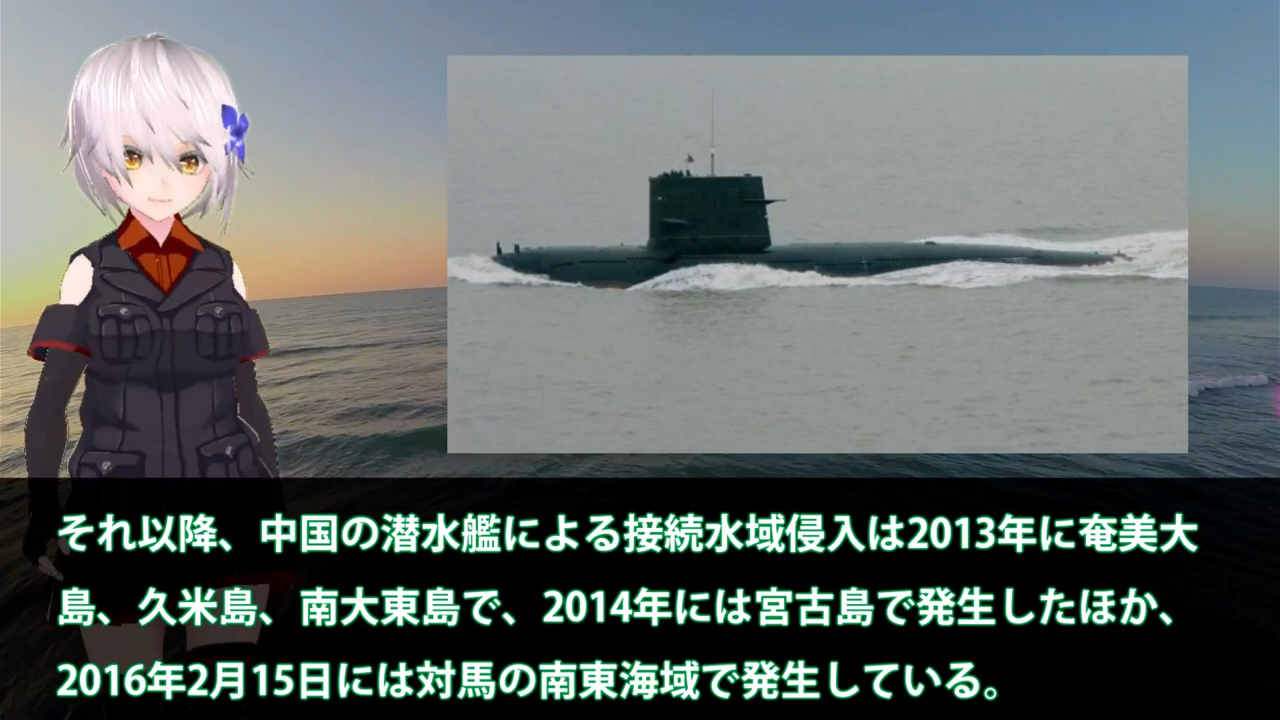 それ以降、中国の潜水艦による接続水域侵入は2013年に奄美大
島、久米島、南大東島で、2014年には宮古島で発生したほか、
2016年2月15日には対馬の南東海域で発生している。